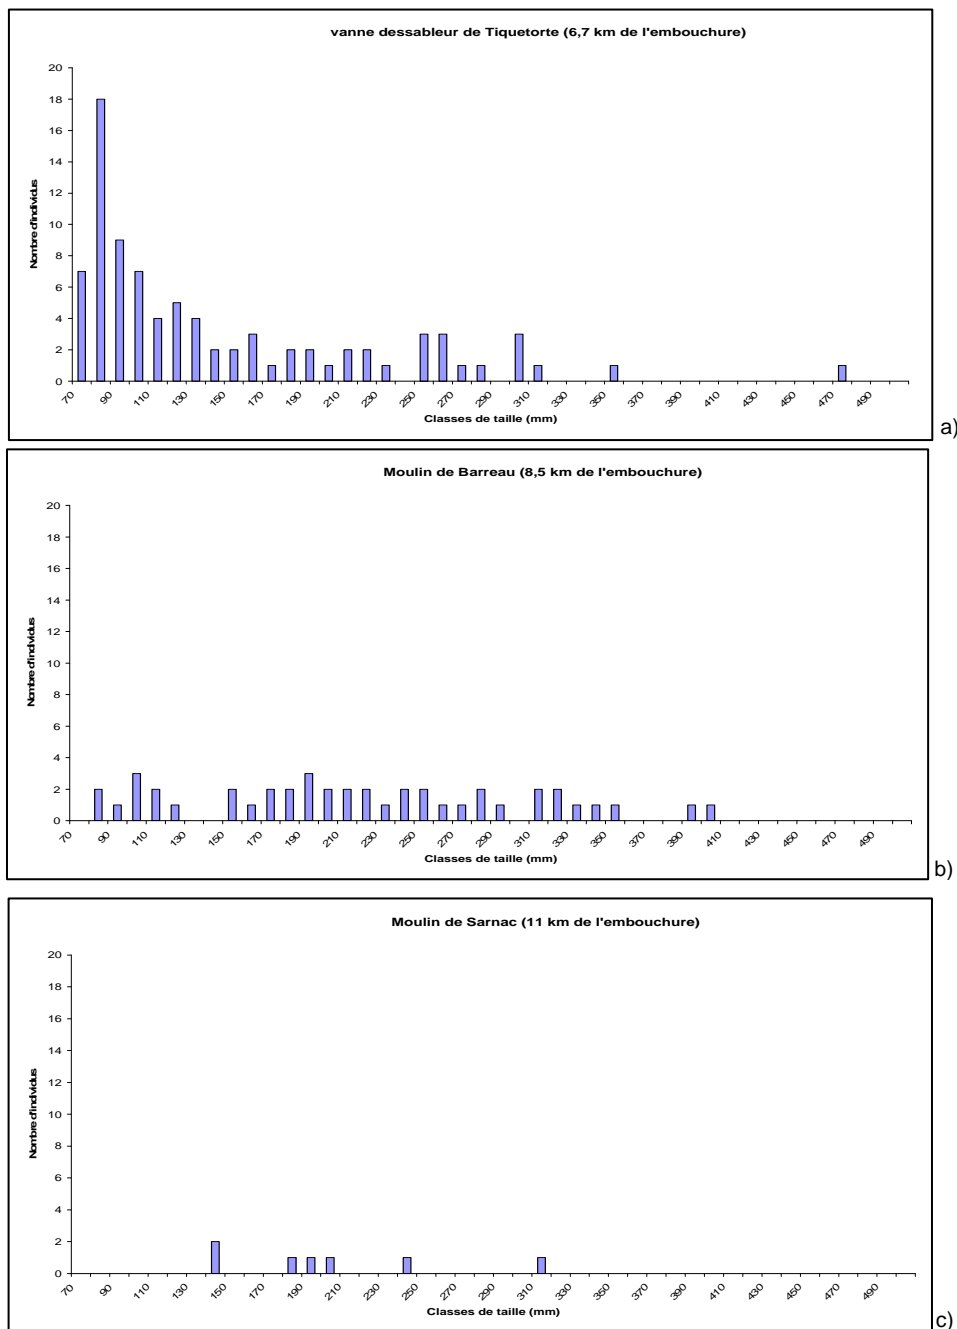 vanne dessableur de Tiquetorte (6,7 km de l'embouchure)
20
18
16
14
12
10
8
6
4
2
0
Nombre d'individus
70 90 110 130 150 170 190 210 230 250 270 290 310 330 350 370 390 410 430 450 470 490
Classes de taille (mm)
a)
Moulin de Barreau (8,5 km de l'embouchure)
20
18
16
14
12
10
8
6
4
2
0
Nombre d'individus
70 90 110 130 150 170 190 210 230 250 270 290 310 330 350 370 390 410 430 450 470 490
Classes de taille (mm)
b)
Moulin de Sarnac (11 km de l'embouchure)
20
18
16
14
12
10
8
6
4
2
0
Nombre d'individus
70 90 110 130 150 170 190 210 230 250 270 290 310 330 350 370 390 410 430 450 470 490
Classes de taille (mm)
c)